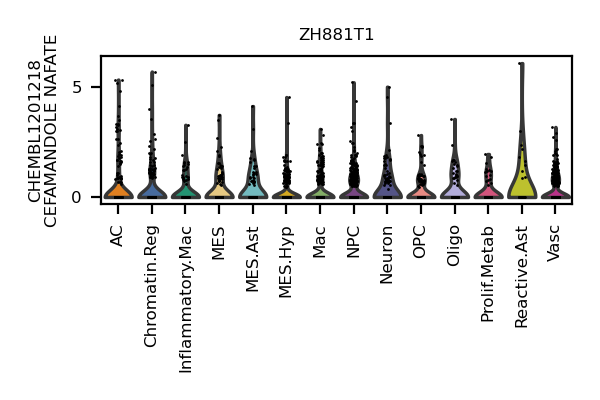 ZH881T1
CHEMBL1201218
CEFAMANDOLE NAFATE
5
0
AC
Chromatin.Reg
Inflammatory.Mac
MES
MES.Ast
MES.Hyp
Mac
NPC
Neuron
OPC
Oligo
Prolif.Metab
Reactive.Ast
Vasc